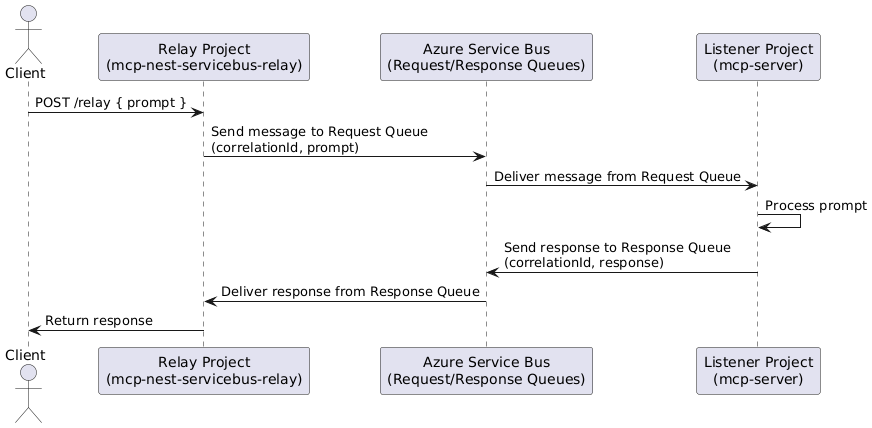 Client
Relay Project
(mcp-nest-servicebus-relay)
Azure Service Bus
(Request/Response Queues)
Listener Project
(mcp-server)
POST /relay { prompt }
Send message to Request Queue
(correlationId, prompt)
Deliver message from Request Queue
Process prompt
Send response to Response Queue
(correlationId, response)
Deliver response from Response Queue
Return response
Client
Relay Project
(mcp-nest-servicebus-relay)
Azure Service Bus
(Request/Response Queues)
Listener Project
(mcp-server)